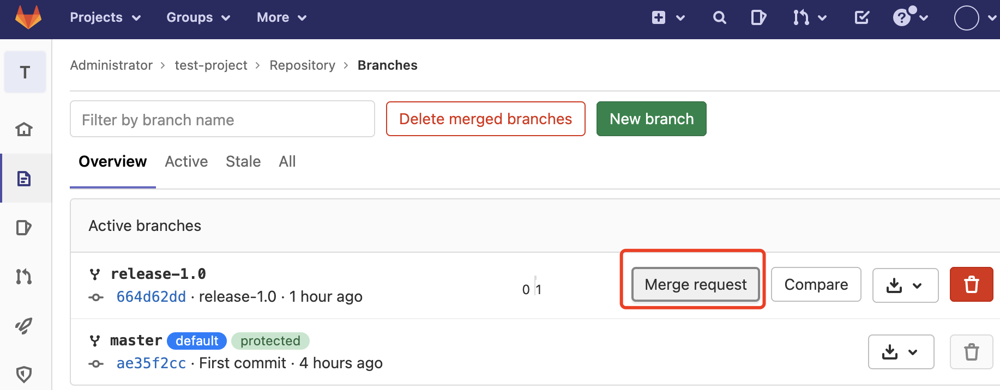 Projects Groups More
Administrator > test-project > Repository > Branches
T
Filter by branch name Delete merged branches New branch
Overview Active Stale All
Active branches
release-1.0
0 1 Merge request Compare
664d62dd · release-1.0 · 1 hour ago
master default protected
ae35f2cc · First commit · 4 hours ago